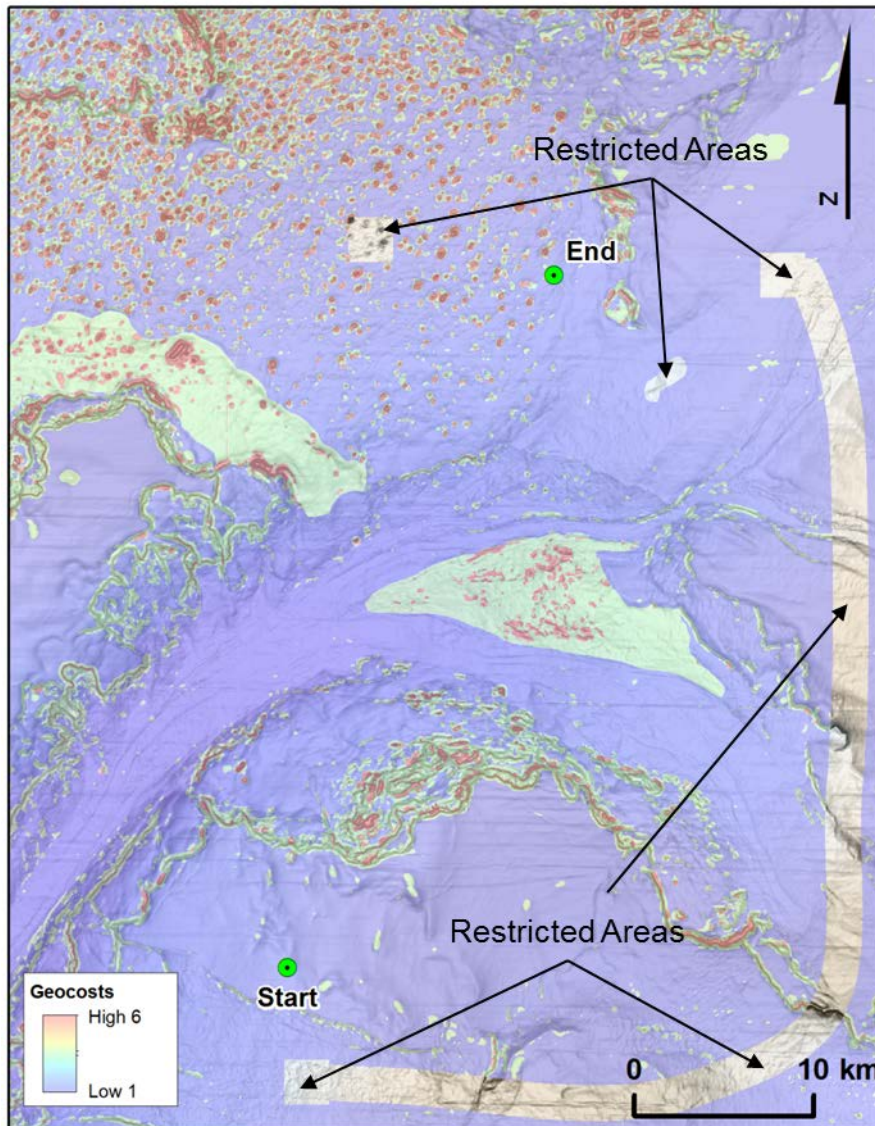 Restricted Areas
N
End
Restricted Areas
Start
Geocosts
High 6
Low 1
0 10 km